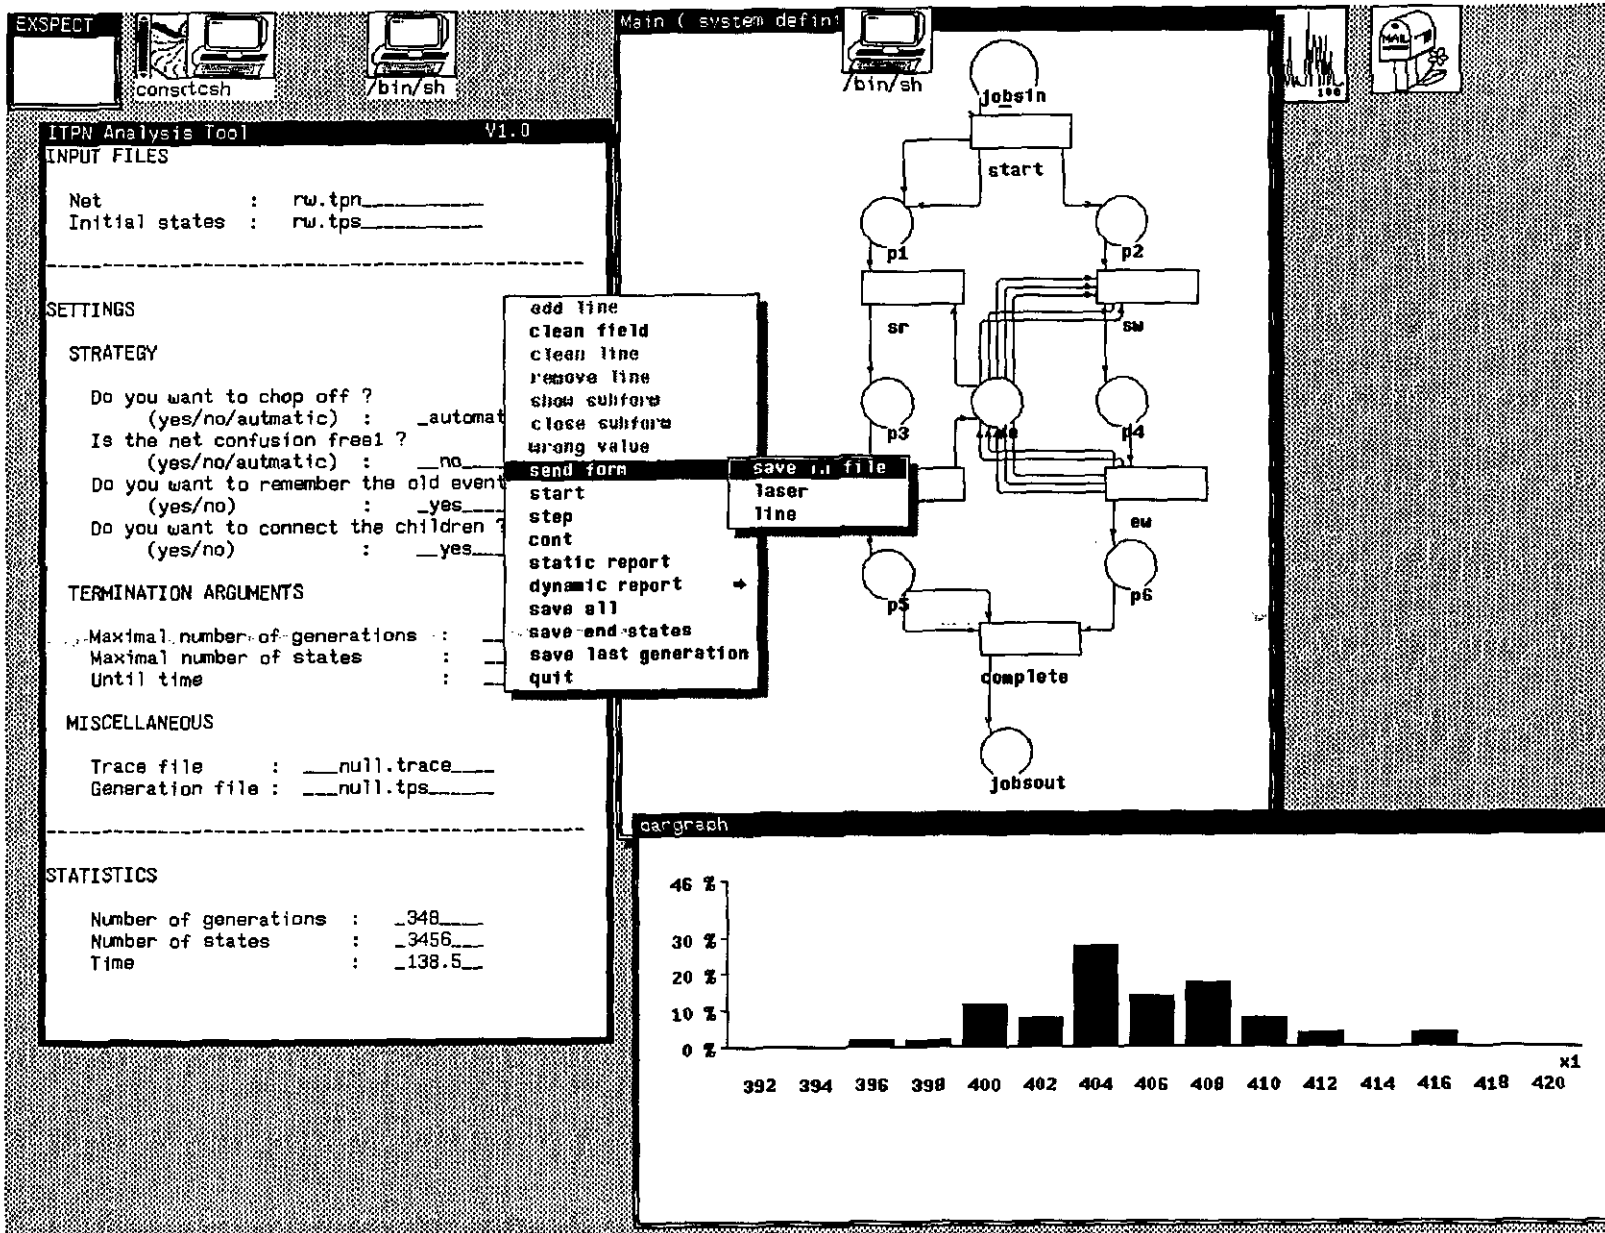 EXSPECT
tcsh
/bin/sh
Main ( system defin
/bin/sh
MAIL
100
ITPN Analysis Tool V1.0
INPUT FILES
Net : rw.tpn
Initial states : rw.tps
SETTINGS
STRATEGY
Do you want to chop off ?
(yes/no/autmatic) : _automat
Is the net confusion free1 ?
(yes/no/autmatic) : __no
Do you want to remember the old event
(yes/no) : _yes
Do you want to connect the children ?
(yes/no) : __yes
TERMINATION ARGUMENTS
Maximal number of generations :
Maximal number of states :
Until time :
MISCELLANEOUS
Trace file : ___null.trace____
Generation file : ___null.tps______
STATISTICS
Number of generations : _348____
Number of states : _3456___
Time : _138.5__
add line
clean field
clean line
remove line
show subform
close subform
wrong value
send form
start
step
cont
static report
dynamic report
save all
save end states
save last generation
quit
save in file
laser
line
jobsin
start
p1
p2
sr
sw
p3
p4
ew
p5
p6
complete
jobsout
bargraph
46 %
30 %
20 %
10 %
0 %
x1
392 394 396 398 400 402 404 406 408 410 412 414 416 418 420